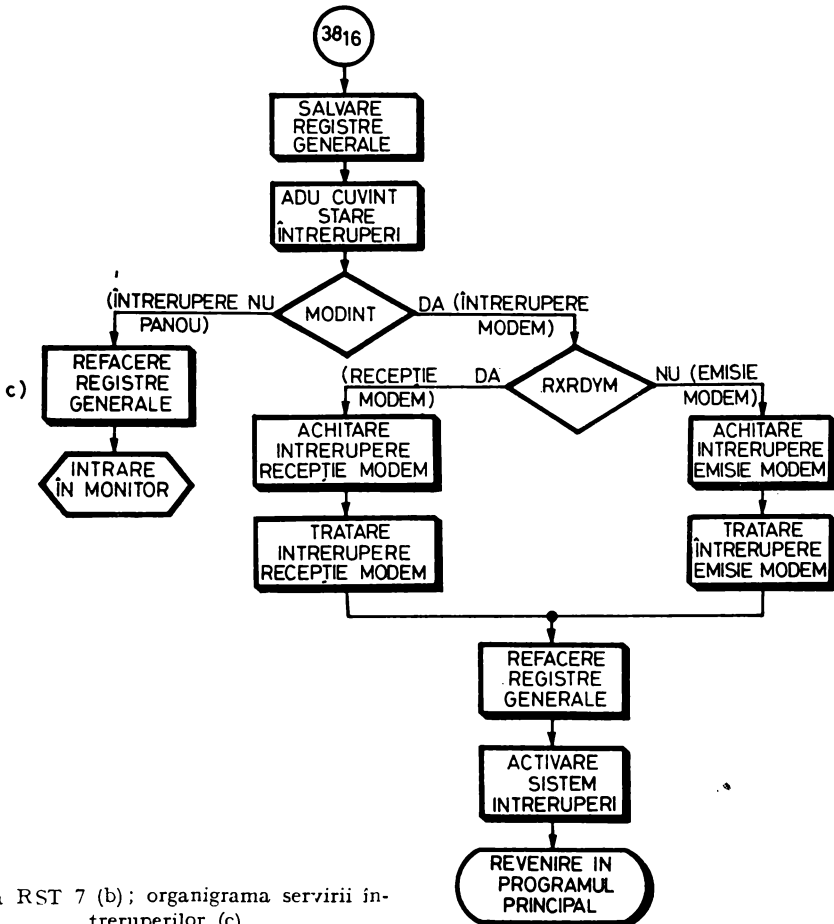 38₁₆
SALVARE
REGISTRE
GENERALE
ADU CUVINT
STARE
ÎNTRERUPERI
(ÎNTRERUPERE NU
PANOU)
MODINT
DA (ÎNTRERUPERE
MODEM)
c)
REFACERE
REGISTRE
GENERALE
INTRARE
ÎN MONITOR
(RECEPȚIE DA
MODEM)
RXRDYM
NU (EMISIE
MODEM)
ACHITARE
INTRERUPERE
RECEPȚIE MODEM
ACHITARE
INTRERUPERE
EMISIE MODEM
TRATARE
INTRERUPERE
RECEPȚIE MODEM
TRATARE
ÎNTRERUPERE
EMISIE MODEM
REFACERE
REGISTRE
GENERALE
ACTIVARE
SISTEM
INTRERUPERI
REVENIRE IN
PROGRAMUL
PRINCIPAL
RST 7 (b); organigrama servirii în-
treruperilor (c)